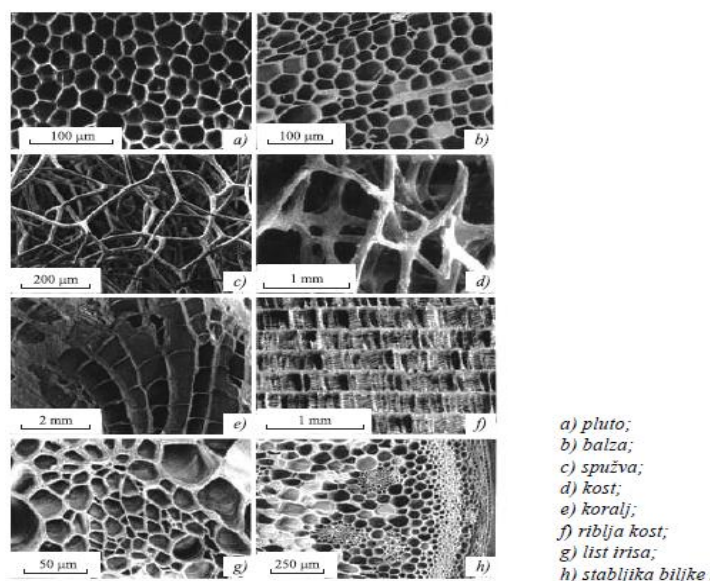 100 μm
a)
100 μm
b)
200 μm
c)
1 mm
d)
2 mm
e)
1 mm
f)
50 μm
g)
250 μm
h)
a) pluto;
b) balza;
c) spužva;
d) kost;
e) koralj;
f) riblja kost;
g) list irisa;
h) stabljika biljke